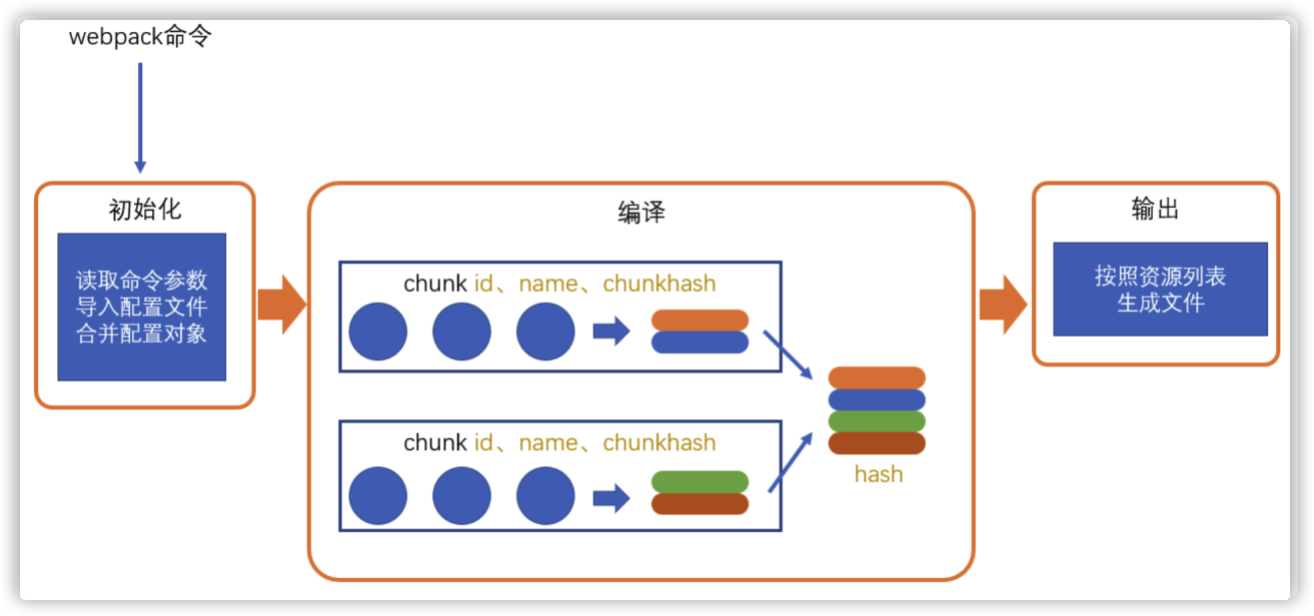 webpack命令
初始化
读取命令参数
导入配置文件
合并配置对象
编译
chunk id、name、chunkhash
chunk id、name、chunkhash
hash
输出
按照资源列表
生成文件